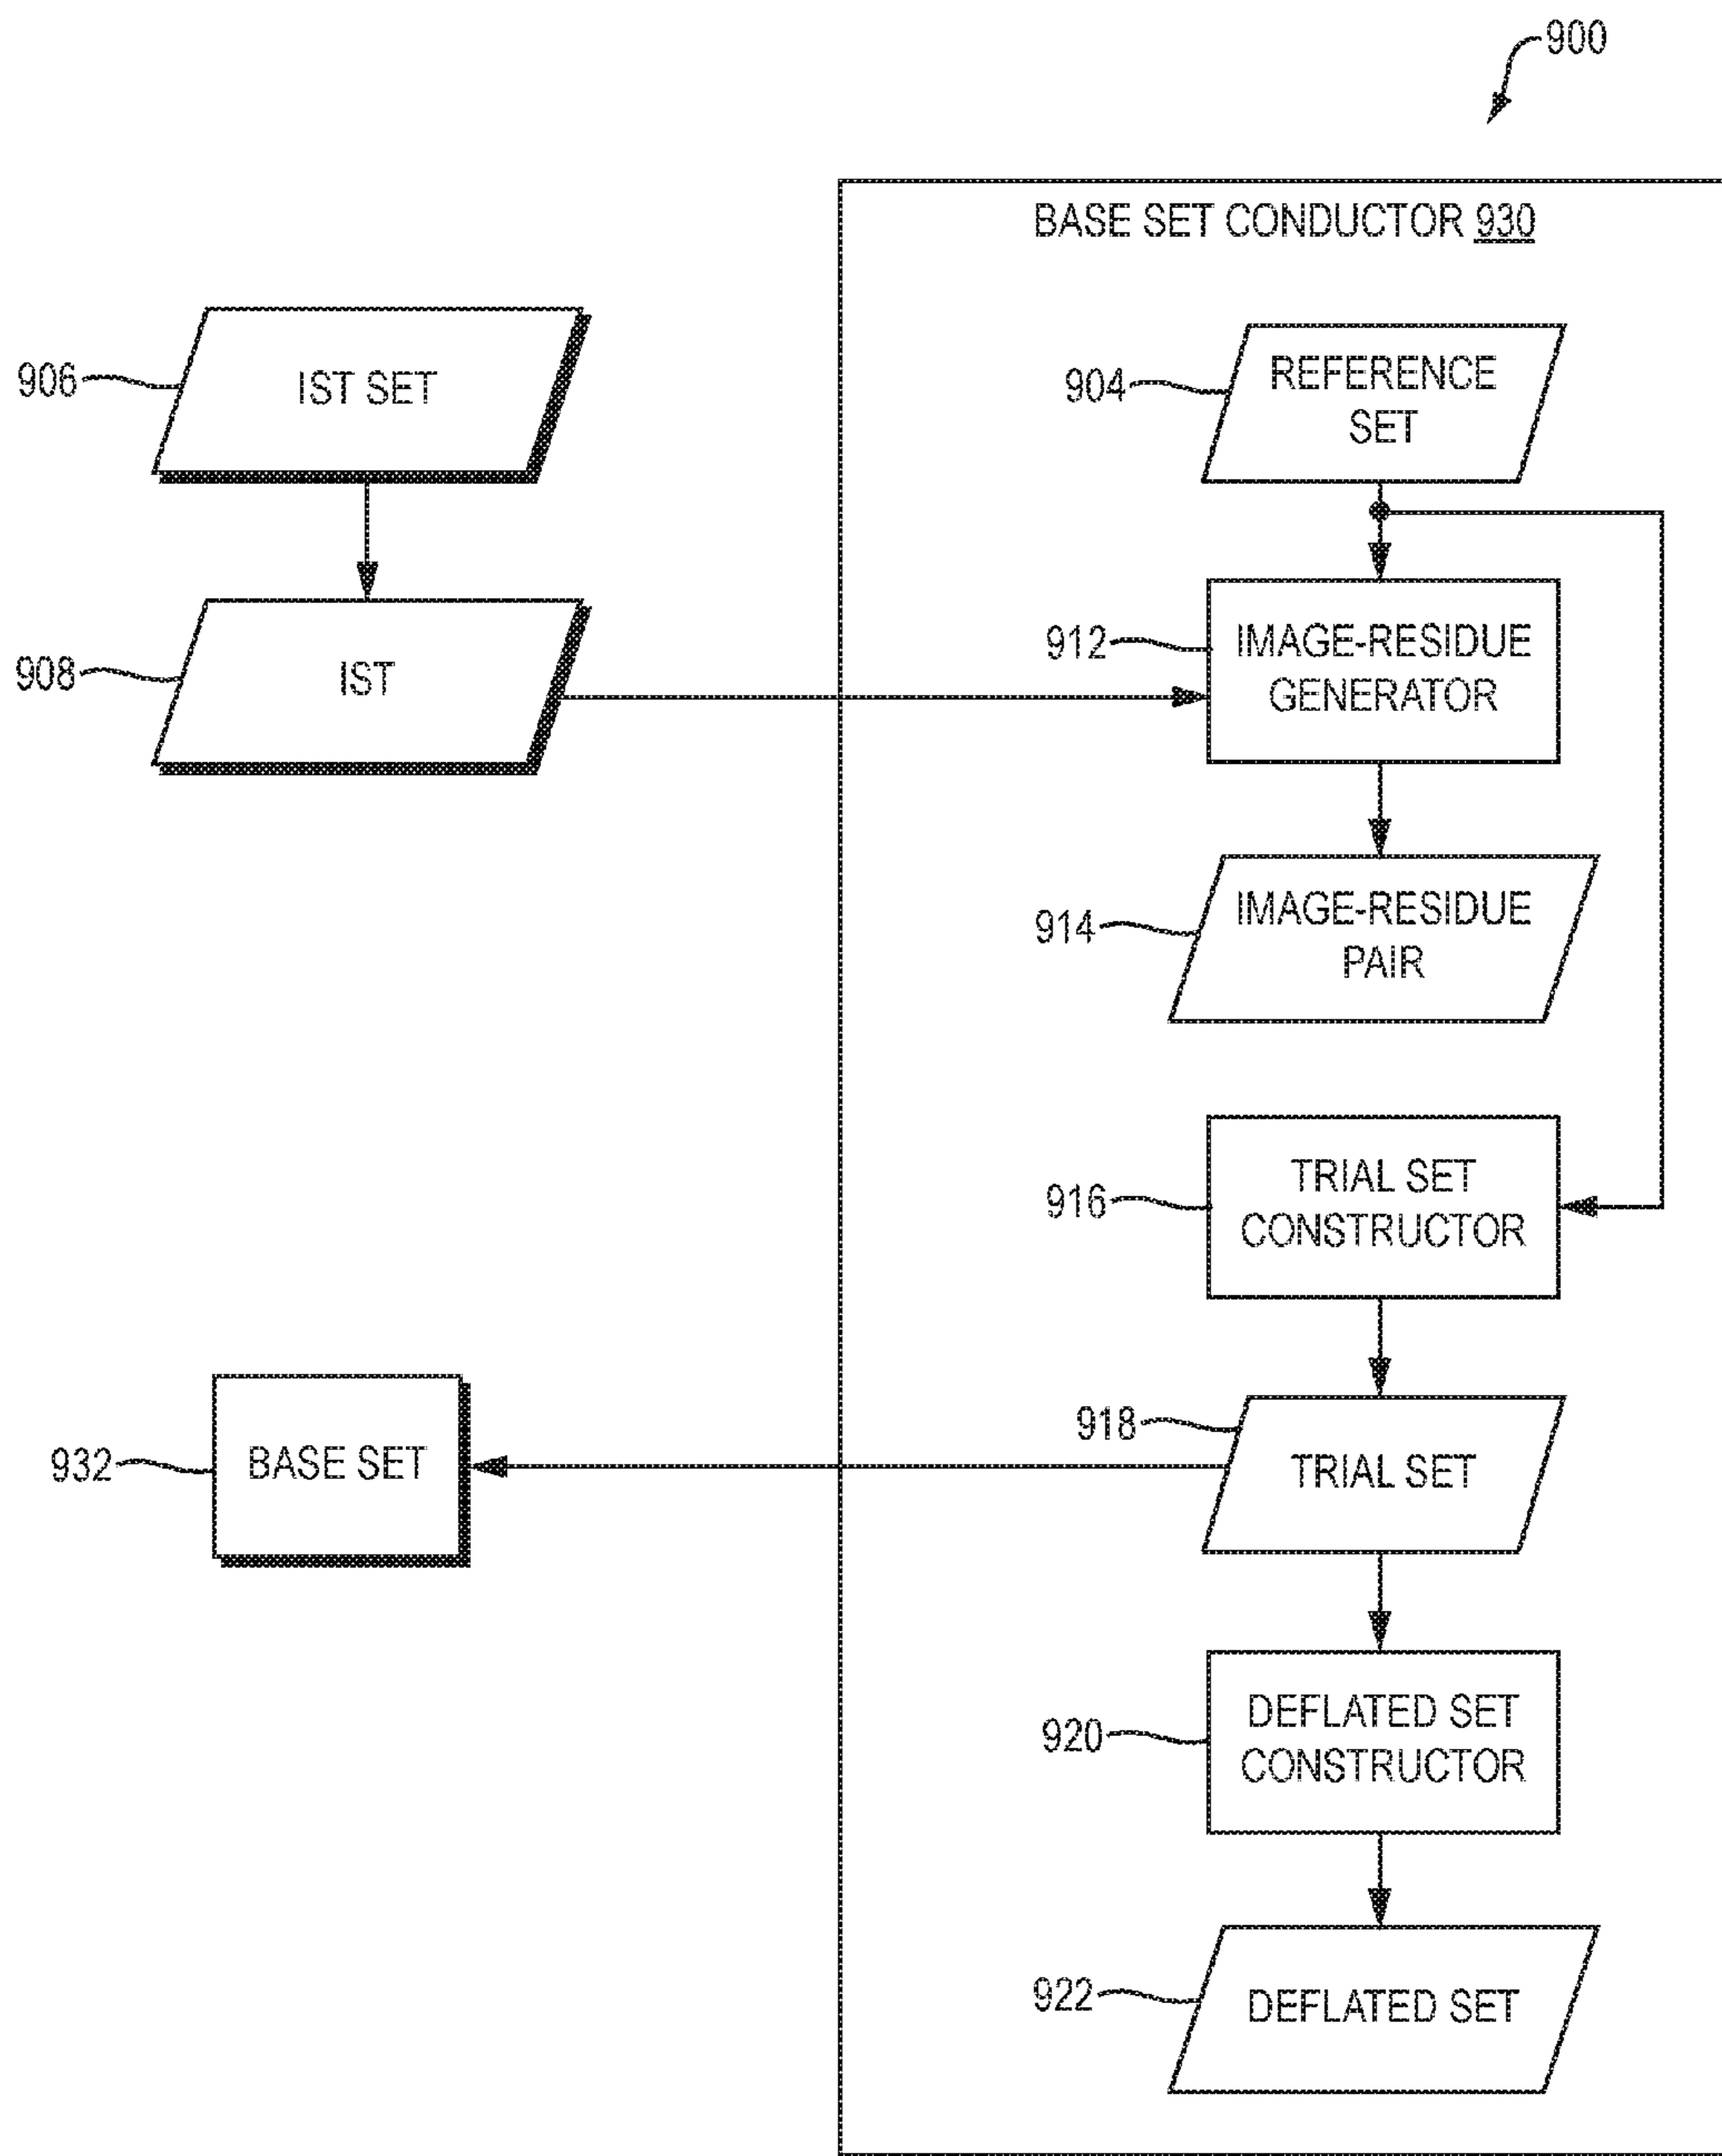 900
BASE SET CONDUCTOR 930
906
IST SET
904
REFERENCE
SET
908
IST
912
IMAGE-RESIDUE
GENERATOR
914
IMAGE-RESIDUE
PAIR
916
TRIAL SET
CONSTRUCTOR
932
BASE SET
918
TRIAL SET
920
DEFLATED SET
CONSTRUCTOR
922
DEFLATED SET